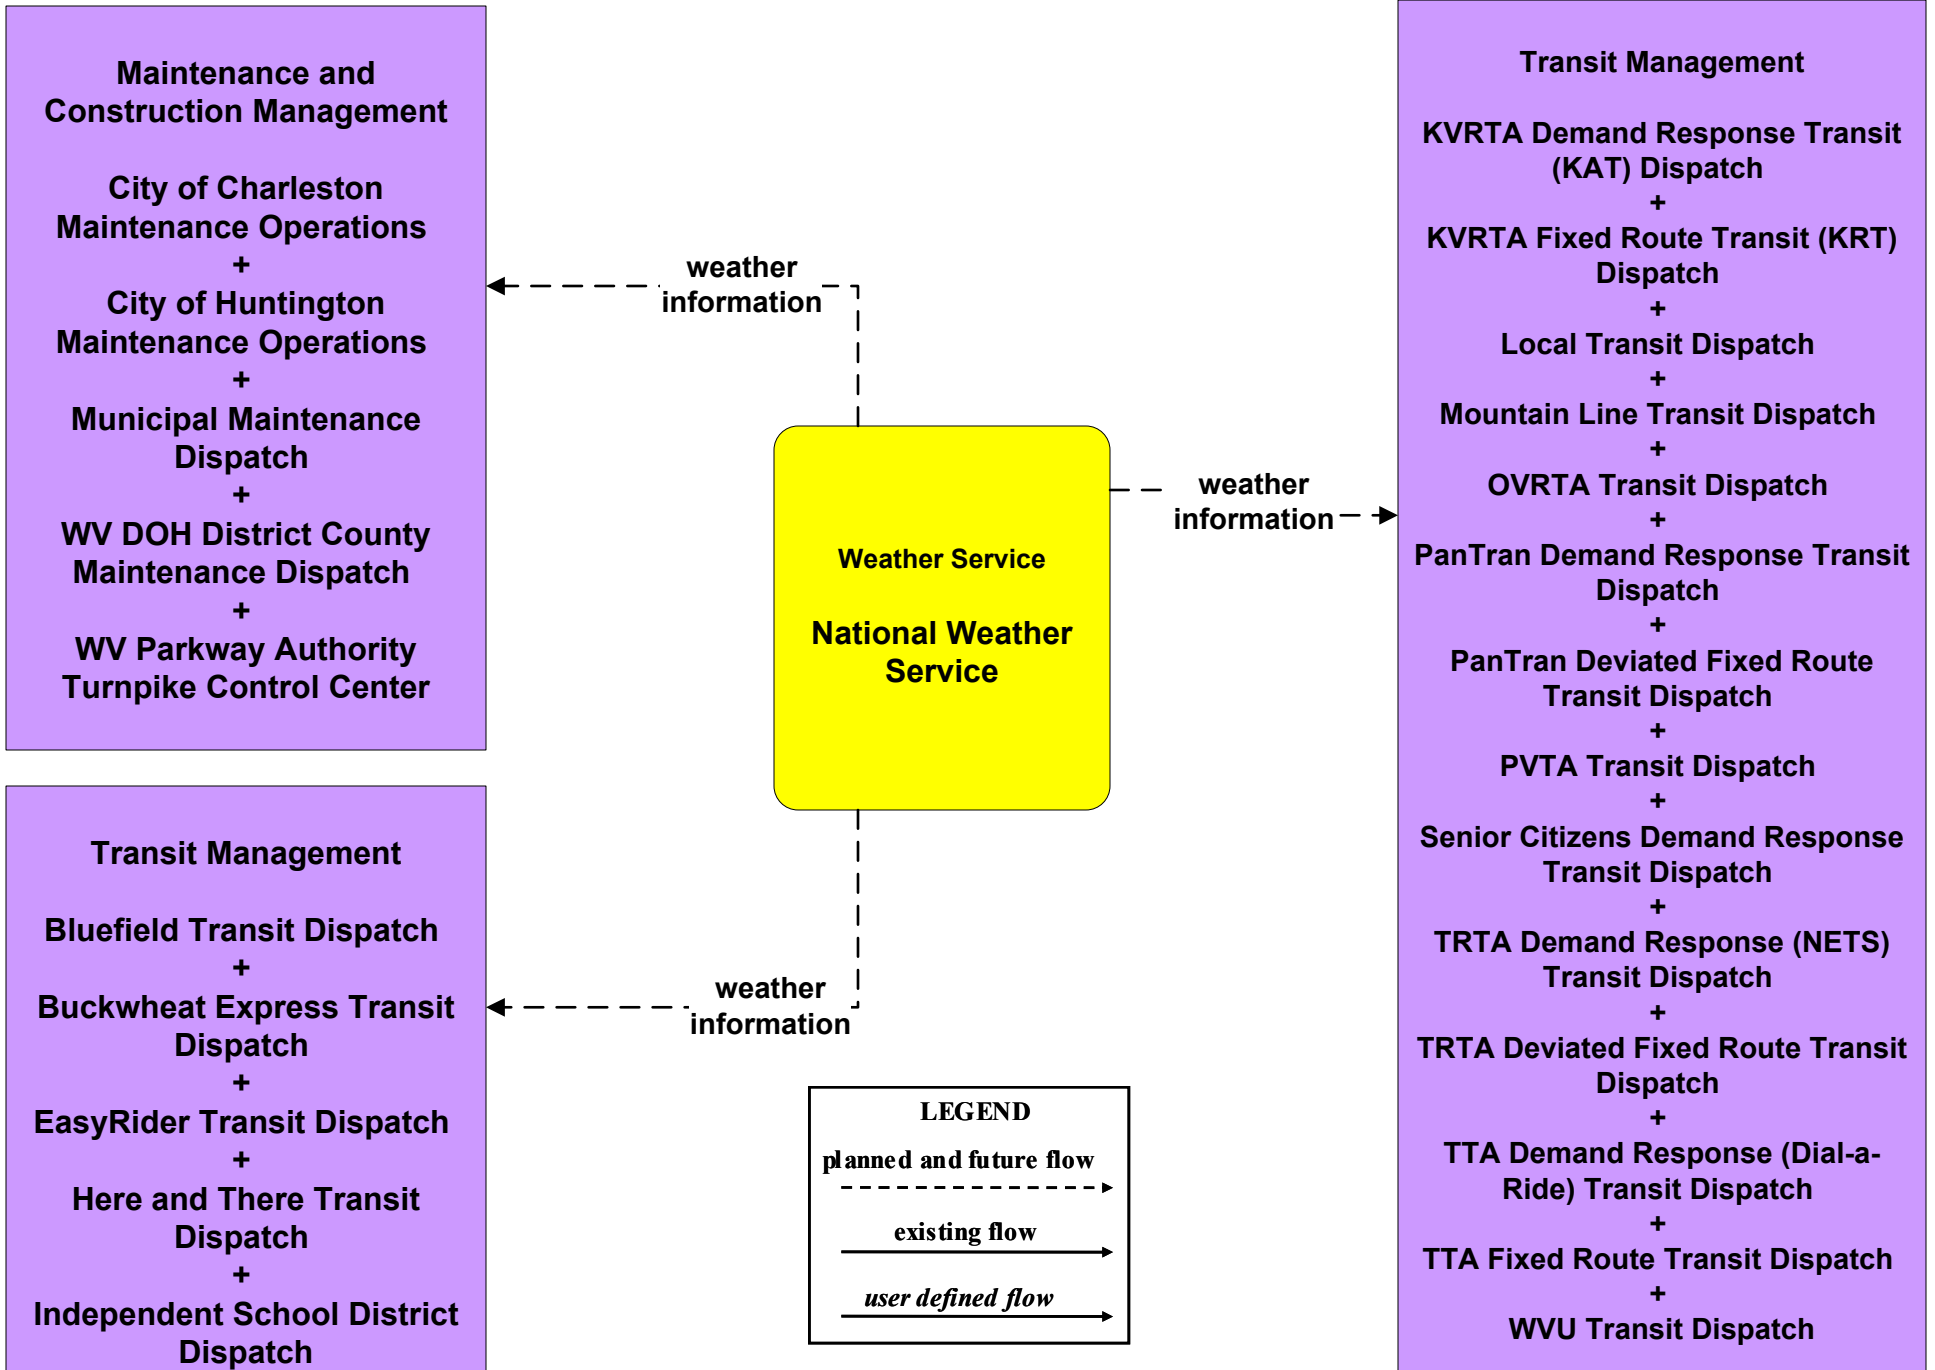 Maintenance and
Construction Management
City of Charleston
Maintenance Operations
+
City of Huntington
Maintenance Operations
+
Municipal Maintenance
Dispatch
+
WV DOH District County
Maintenance Dispatch
+
WV Parkway Authority
Turnpike Control Center
Transit Management
Bluefield Transit Dispatch
+
Buckwheat Express Transit
Dispatch
+
EasyRider Transit Dispatch
+
Here and There Transit
Dispatch
+
Independent School District
Dispatch
weather
information
Weather Service
National Weather
Service
weather
information
weather
information
LEGEND
planned and future flow
existing flow
user defined flow
Transit Management
KVRTA Demand Response Transit
(KAT) Dispatch
+
KVRTA Fixed Route Transit (KRT)
Dispatch
+
Local Transit Dispatch
+
Mountain Line Transit Dispatch
+
OVRTA Transit Dispatch
+
PanTran Demand Response Transit
Dispatch
+
PanTran Deviated Fixed Route
Transit Dispatch
+
PVTA Transit Dispatch
+
Senior Citizens Demand Response
Transit Dispatch
+
TRTA Demand Response (NETS)
Transit Dispatch
+
TRTA Deviated Fixed Route Transit
Dispatch
+
TTA Demand Response (Dial-a-
Ride) Transit Dispatch
+
TTA Fixed Route Transit Dispatch
+
WVU Transit Dispatch